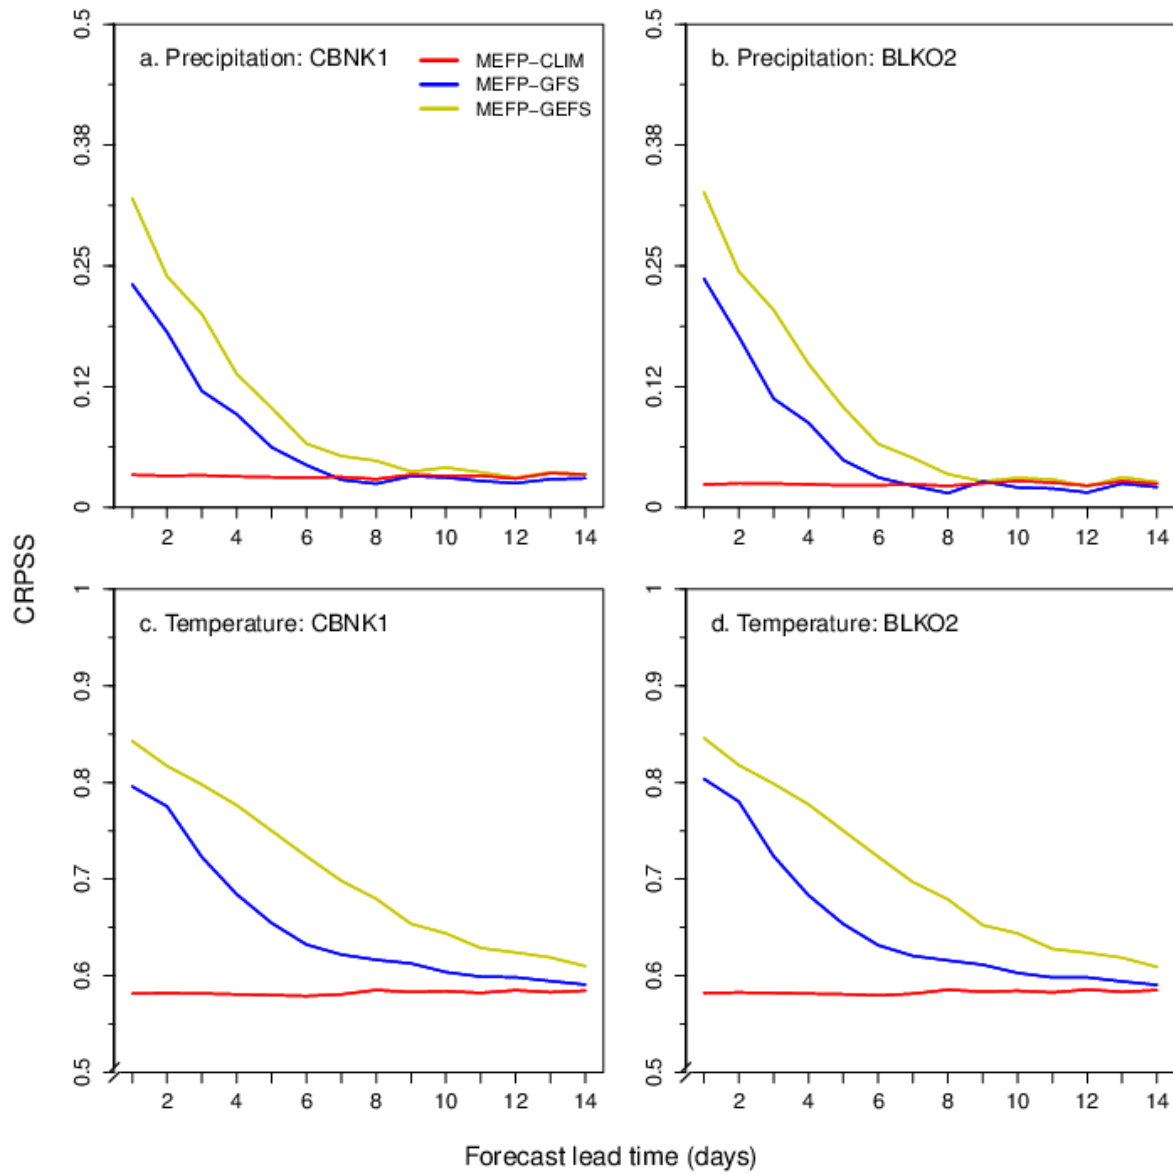 a. Precipitation: CBNK1
MEFP−CLIM
MEFP−GFS
MEFP−GEFS
0.5
0.38
0.25
0.12
0
2 4 6 8 10 12 14
b. Precipitation: BLKO2
0.5
0.38
0.25
0.12
0
2 4 6 8 10 12 14
CRPSS
c. Temperature: CBNK1
1
0.9
0.8
0.7
0.6
0.5
2 4 6 8 10 12 14
d. Temperature: BLKO2
1
0.9
0.8
0.7
0.6
0.5
2 4 6 8 10 12 14
Forecast lead time (days)